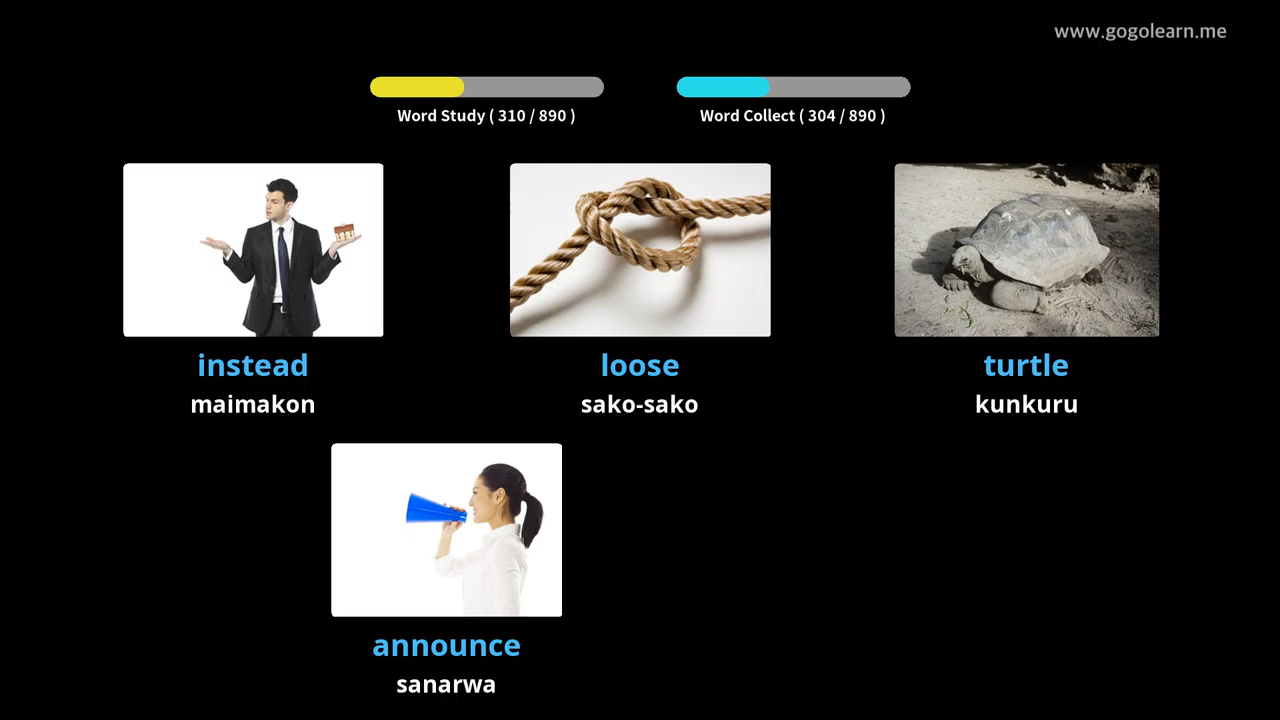 www.gogolearn.me
Word Study ( 310 / 890 )
Word Collect ( 304 / 890 )
instead
maimakon
loose
sako-sako
turtle
kunkuru
announce
sanarwa